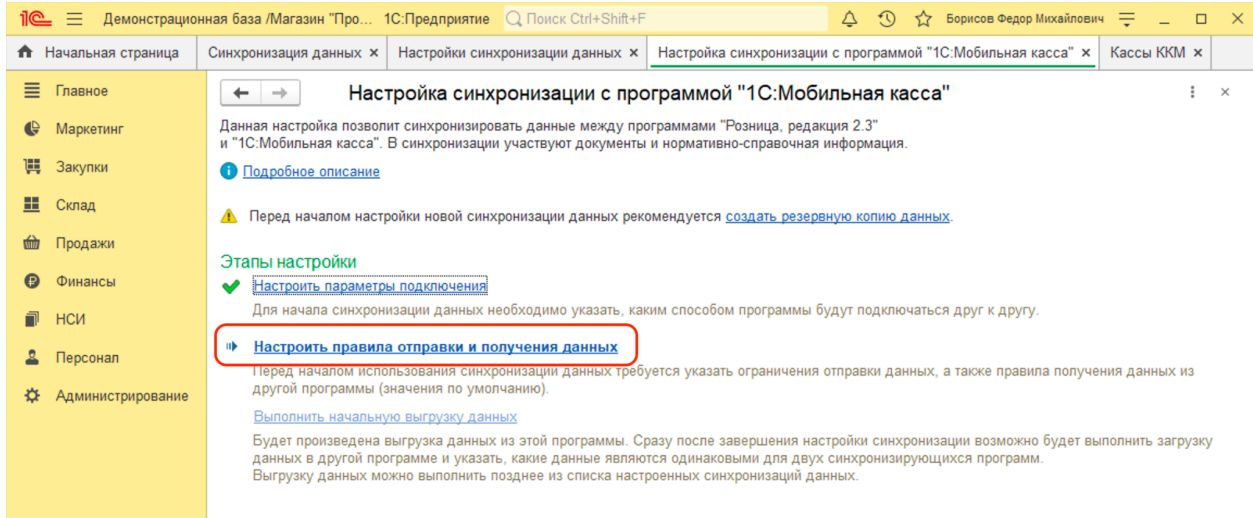 1С Демонстрационная база /Магазин "Про... 1С:Предприятие Поиск Ctrl+Shift+F Борисов Федор Михайлович
Начальная страница Синхронизация данных × Настройки синхронизации данных × Настройка синхронизации с программой "1С:Мобильная касса" × Кассы ККМ ×
Главное
Маркетинг
Закупки
Склад
Продажи
Финансы
НСИ
Персонал
Администрирование
Настройка синхронизации с программой "1С:Мобильная касса"
Данная настройка позволит синхронизировать данные между программами "Розница, редакция 2.3"
и "1С:Мобильная касса". В синхронизации участвуют документы и нормативно-справочная информация.
Подробное описание
Перед началом настройки новой синхронизации данных рекомендуется создать резервную копию данных.
Этапы настройки
Настроить параметры подключения
Для начала синхронизации данных необходимо указать, каким способом программы будут подключаться друг к другу.
Настроить правила отправки и получения данных
Перед началом использования синхронизации данных требуется указать ограничения отправки данных, а также правила получения данных из
другой программы (значения по умолчанию).
Выполнить начальную выгрузку данных
Будет произведена выгрузка данных из этой программы. Сразу после завершения настройки синхронизации возможно будет выполнить загрузку
данных в другой программе и указать, какие данные являются одинаковыми для двух синхронизирующихся программ.
Выгрузку данных можно выполнить позднее из списка настроенных синхронизаций данных.